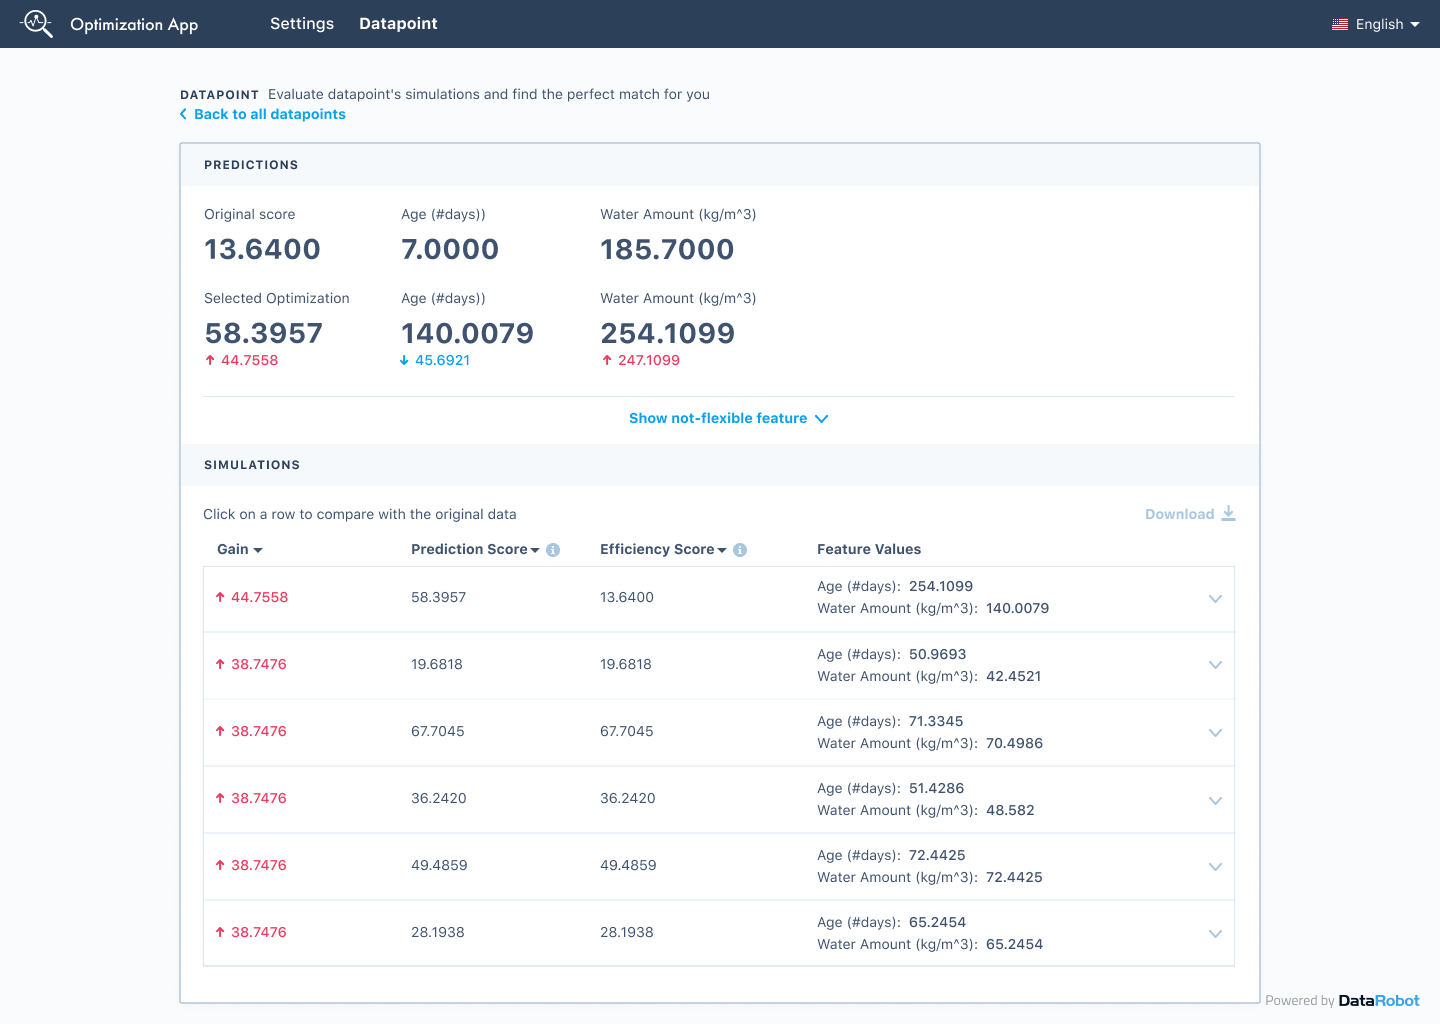 Optimization App
Settings
Datapoint
English
DATAPOINT Evaluate datapoint's simulations and find the perfect match for you
Back to all datapoints
PREDICTIONS
Original score
Age (#days))
Water Amount (kg/m^3)
13.6400
7.0000
185.7000
Selected Optimization
Age (#days))
Water Amount (kg/m^3)
58.3957
140.0079
254.1099
44.7558
45.6921
247.1099
Show not-flexible feature
SIMULATIONS
Click on a row to compare with the original data
Download
Gain
Prediction Score
Efficiency Score
Feature Values
44.7558
58.3957
13.6400
Age (#days): 254.1099
Water Amount (kg/m^3): 140.0079
38.7476
19.6818
19.6818
Age (#days): 50.9693
Water Amount (kg/m^3): 42.4521
38.7476
67.7045
67.7045
Age (#days): 71.3345
Water Amount (kg/m^3): 70.4986
38.7476
36.2420
36.2420
Age (#days): 51.4286
Water Amount (kg/m^3): 48.582
38.7476
49.4859
49.4859
Age (#days): 72.4425
Water Amount (kg/m^3): 72.4425
38.7476
28.1938
28.1938
Age (#days): 65.2454
Water Amount (kg/m^3): 65.2454
Powered by DataRobot